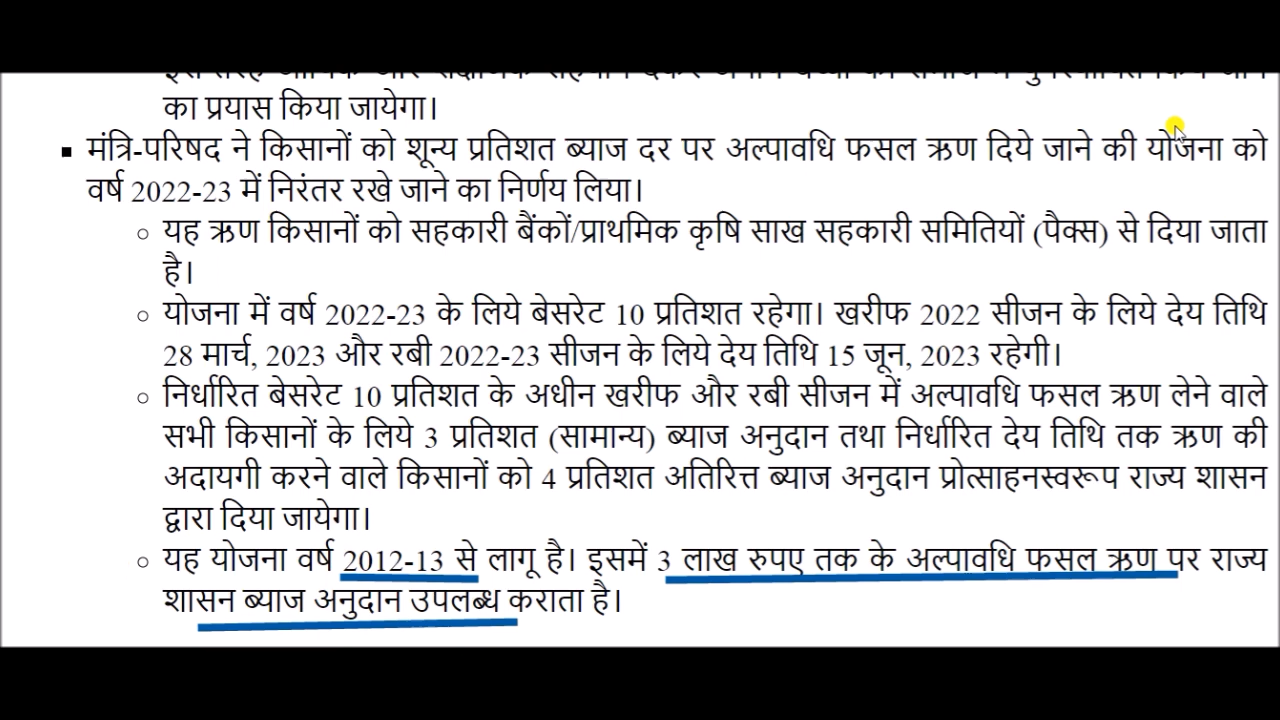 का प्रयास किया जायेगा।
▪ मंत्रि-परिषद ने किसानों को शून्य प्रतिशत ब्याज दर पर अल्पावधि फसल ऋण दिये जाने की योजना को
वर्ष 2022-23 में निरंतर रखे जाने का निर्णय लिया।
○ यह ऋण किसानों को सहकारी बैंकों/प्राथमिक कृषि साख सहकारी समितियों (पैक्स) से दिया जाता
है।
○ योजना में वर्ष 2022-23 के लिये बेसरेट 10 प्रतिशत रहेगा। खरीफ 2022 सीजन के लिये देय तिथि
28 मार्च, 2023 और रबी 2022-23 सीजन के लिये देय तिथि 15 जून, 2023 रहेगी।
○ निर्धारित बेसरेट 10 प्रतिशत के अधीन खरीफ और रबी सीजन में अल्पावधि फसल ऋण लेने वाले
सभी किसानों के लिये 3 प्रतिशत (सामान्य) ब्याज अनुदान तथा निर्धारित देय तिथि तक ऋण की
अदायगी करने वाले किसानों को 4 प्रतिशत अतिरित्त ब्याज अनुदान प्रोत्साहनस्वरूप राज्य शासन
द्वारा दिया जायेगा।
○ यह योजना वर्ष 2012-13 से लागू है। इसमें 3 लाख रुपए तक के अल्पावधि फसल ऋण पर राज्य
शासन ब्याज अनुदान उपलब्ध कराता है।